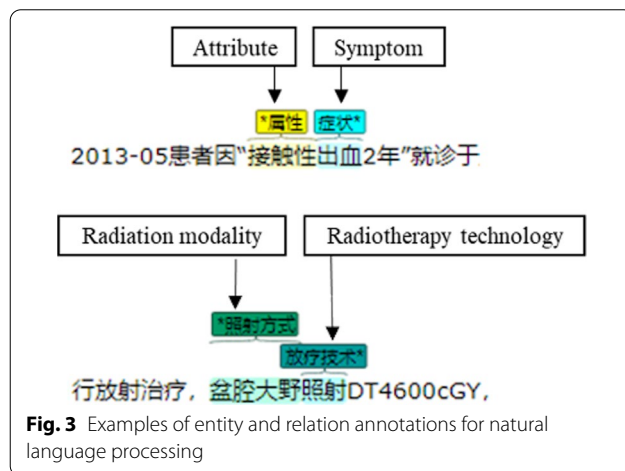 Attribute Symptom
*属性 症状*
2013-05患者因“接触性出血2年”就诊于
Radiation modality Radiotherapy technology
*照射方式
放疗技术*
行放射治疗，盆腔大野照射DT4600cGY，
Fig. 3 Examples of entity and relation annotations for natural
language processing